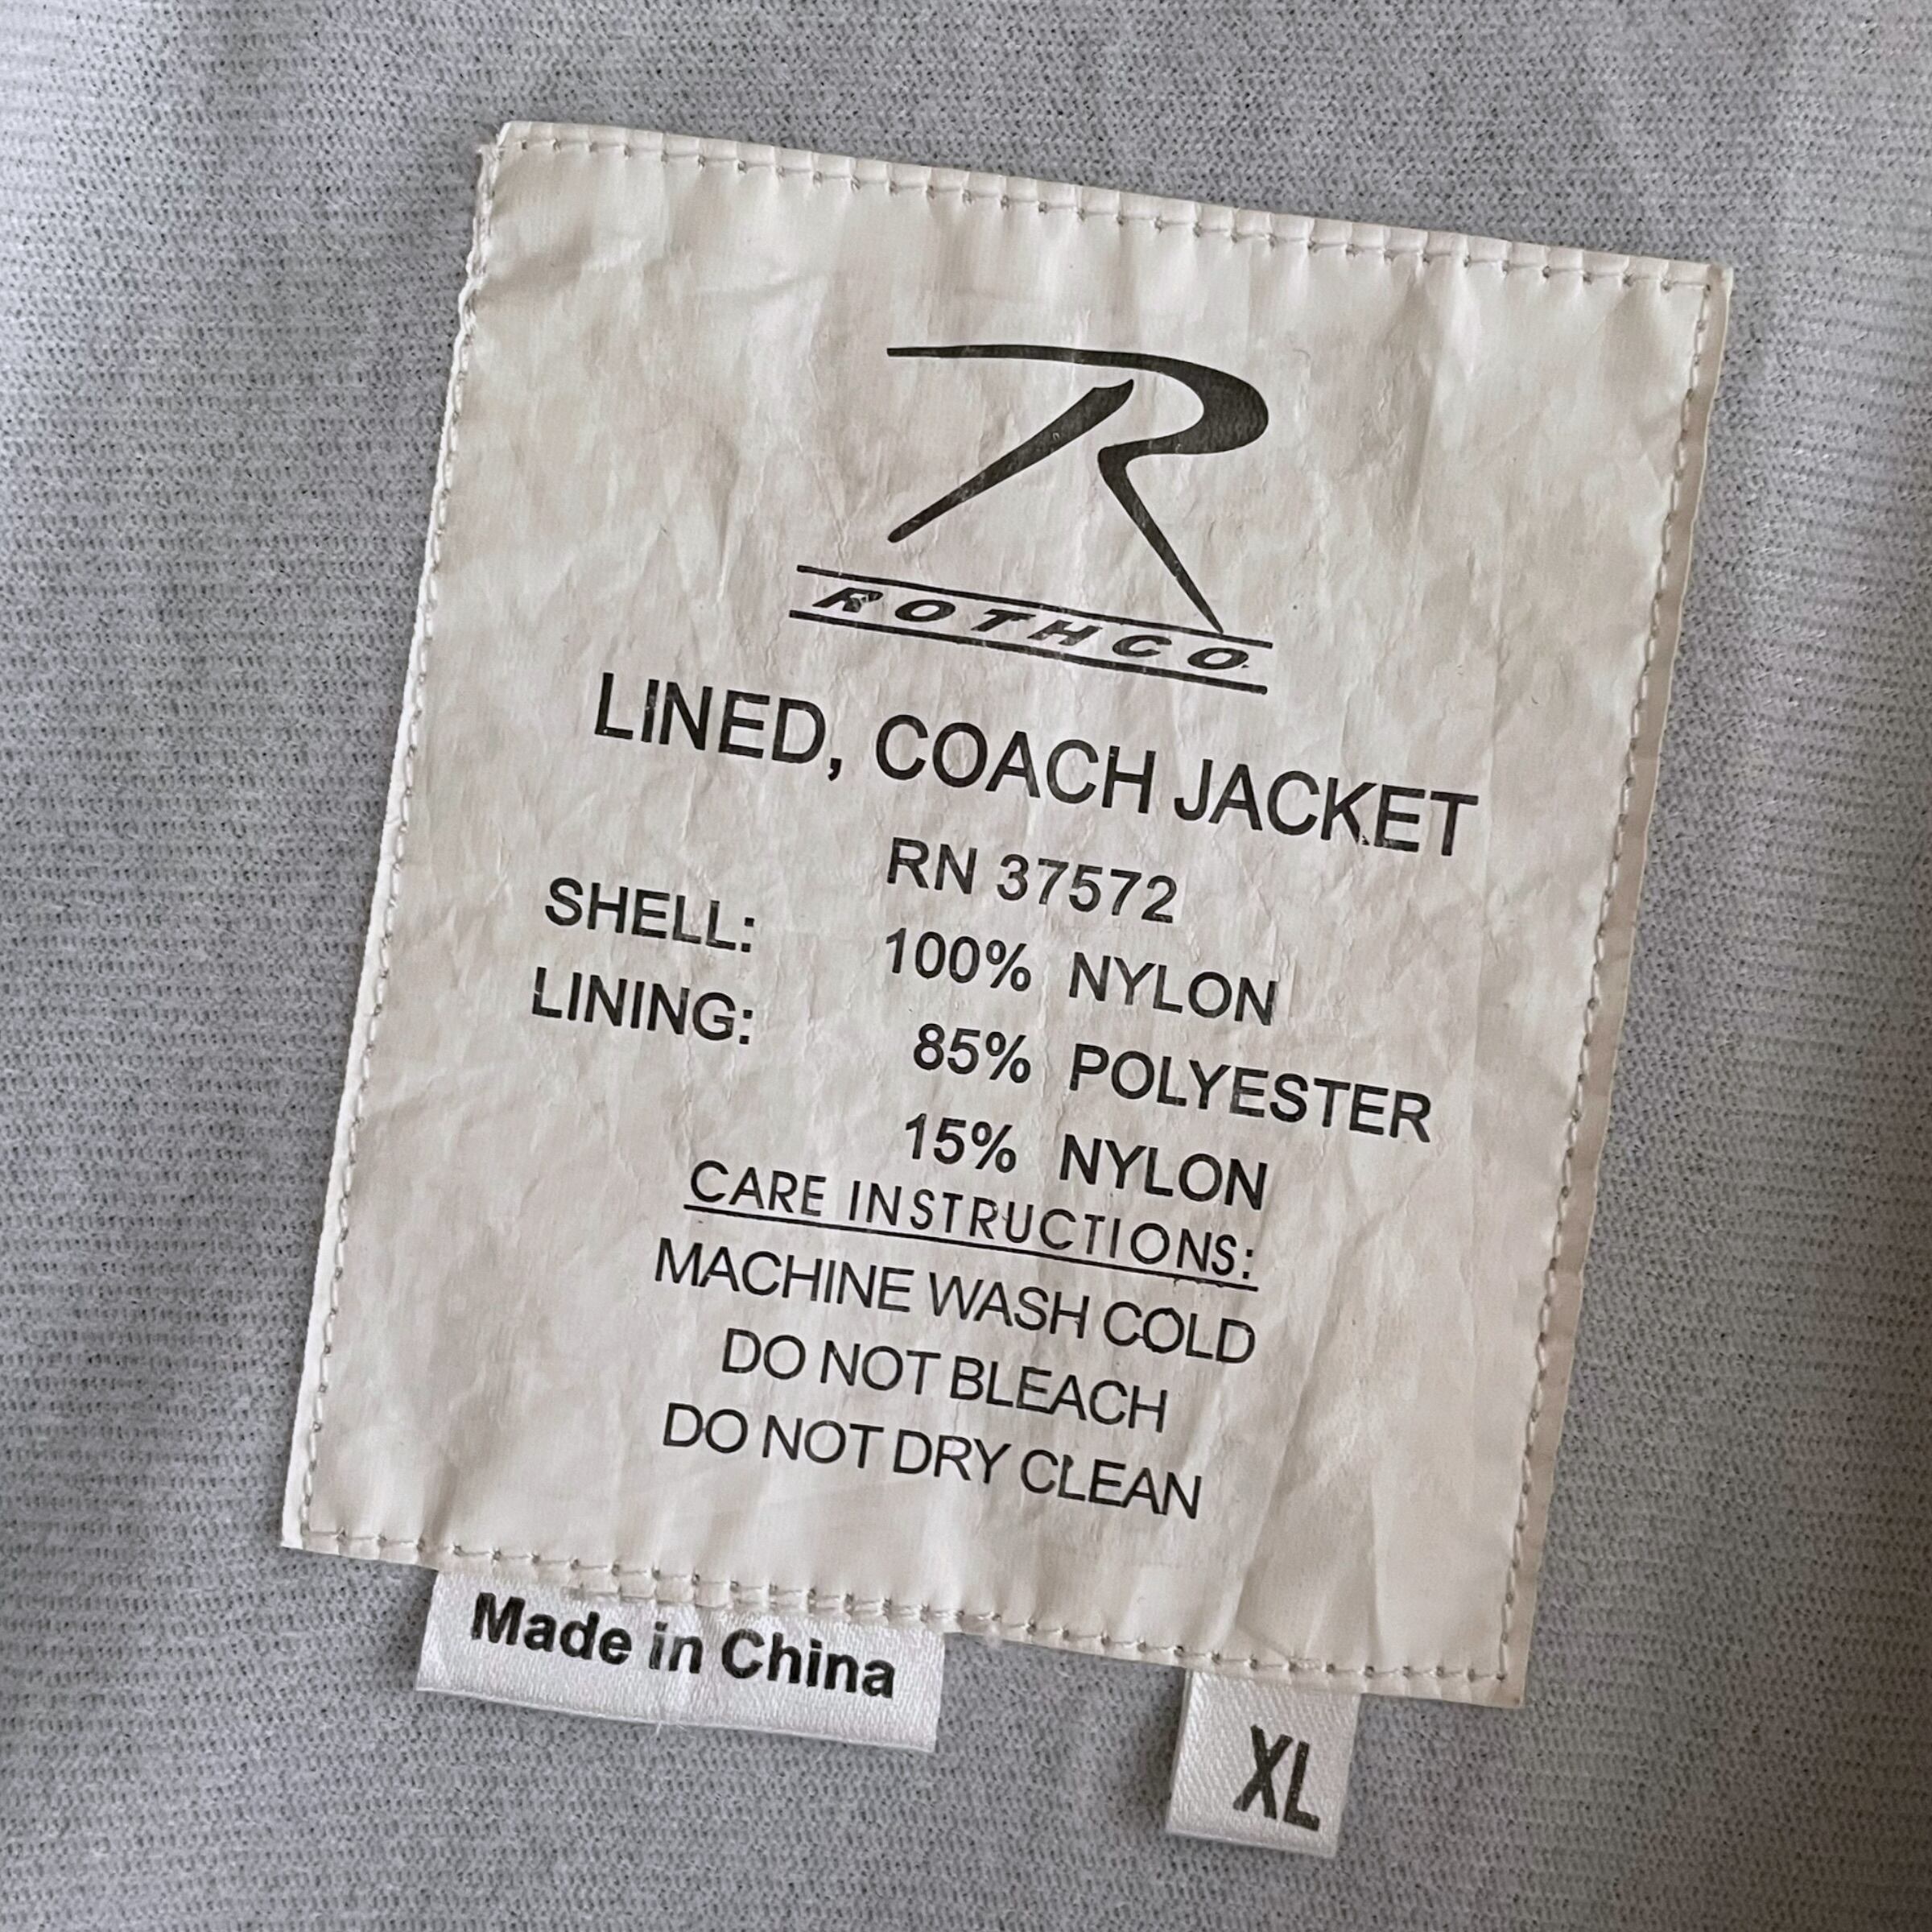 R
ROTHCO
LINED, COACH JACKET
RN 37572
SHELL: 100% NYLON
LINING: 85% POLYESTER
15% NYLON
CARE INSTRUCTIONS:
MACHINE WASH COLD
DO NOT BLEACH
DO NOT DRY CLEAN
Made in China
XL